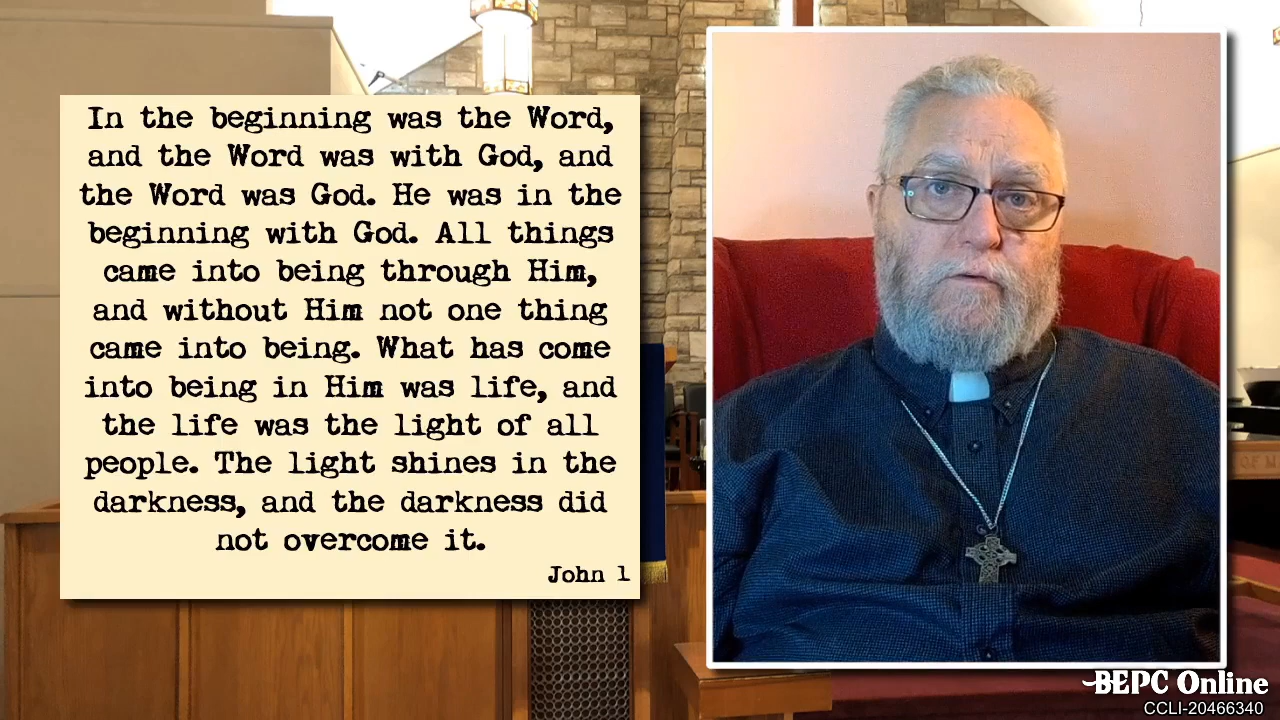 In the beginning was the Word,
and the Word was with God, and
the Word was God. He was in the
beginning with God. All things
came into being through Him,
and without Him not one thing
came into being. What has come
into being in Him was life, and
the life was the light of all
people. The light shines in the
darkness, and the darkness did
not overcome it.
John 1
OF M
BEPC Online
CCLI-20466340